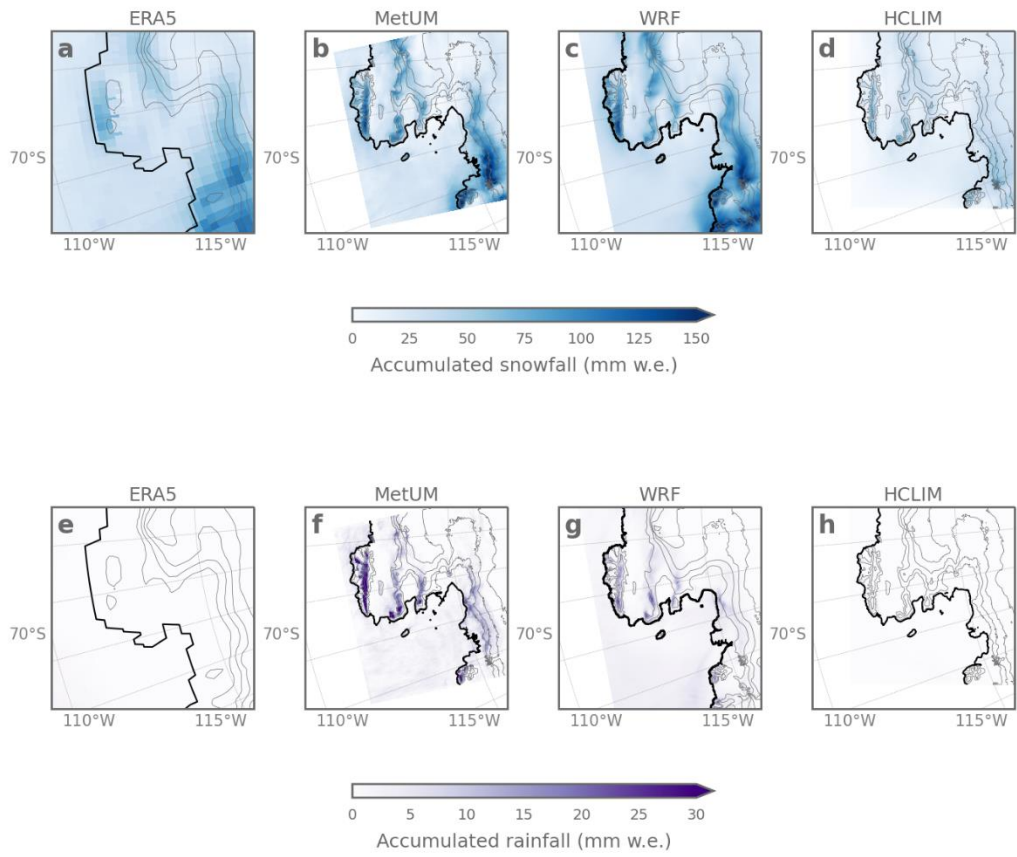 ERA5 MetUM WRF HCLIM
a b c d
70°S 70°S 70°S 70°S
110°W 115°W 110°W 115°W 110°W 115°W 110°W 115°W
0 25 50 75 100 125 150
Accumulated snowfall (mm w.e.)
ERA5 MetUM WRF HCLIM
e f g h
70°S 70°S 70°S 70°S
110°W 115°W 110°W 115°W 110°W 115°W 110°W 115°W
0 5 10 15 20 25 30
Accumulated rainfall (mm w.e.)